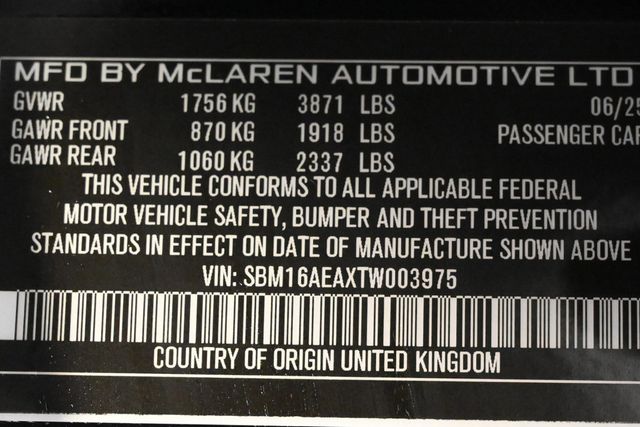 MFD BY McLAREN AUTOMOTIVE LTD
GVWR 1756 KG 3871 LBS 06/25
GAWR FRONT 870 KG 1918 LBS PASSENGER CAR
GAWR REAR 1060 KG 2337 LBS
THIS VEHICLE CONFORMS TO ALL APPLICABLE FEDERAL
MOTOR VEHICLE SAFETY, BUMPER AND THEFT PREVENTION
STANDARDS IN EFFECT ON DATE OF MANUFACTURE SHOWN ABOVE
VIN: SBM16AEAXTW003975
COUNTRY OF ORIGIN UNITED KINGDOM